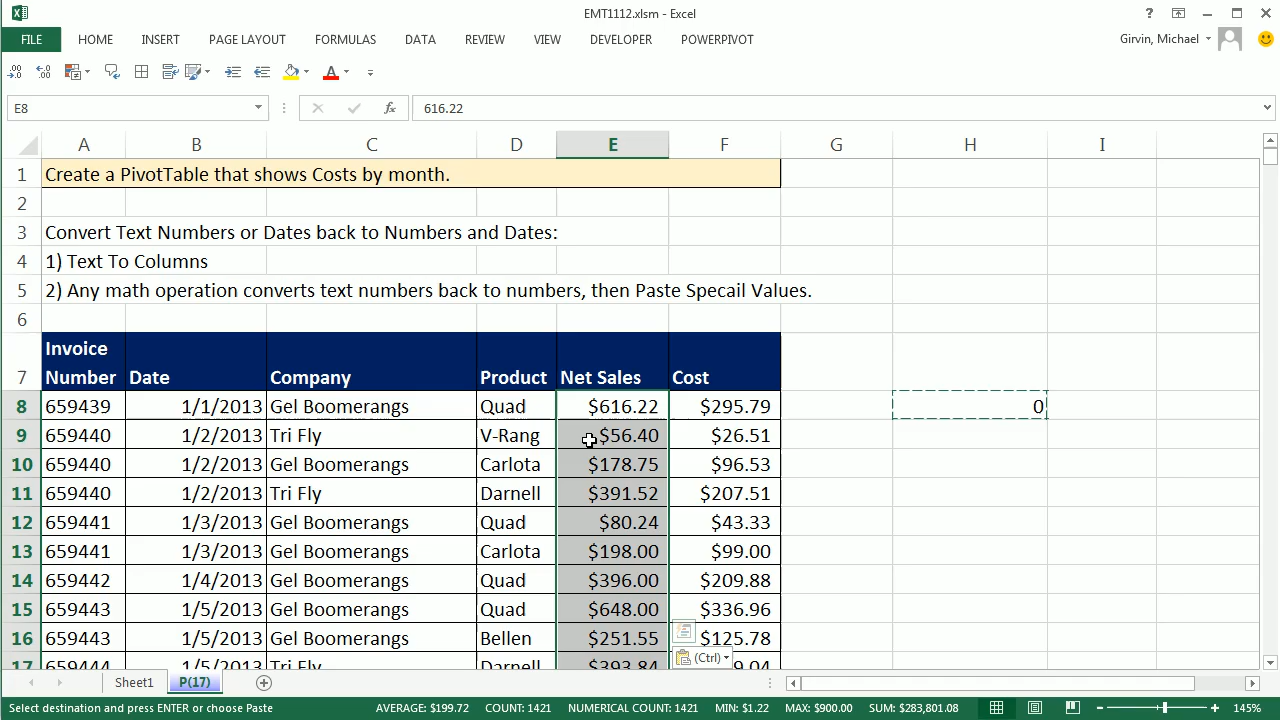 EMT1112.xlsm - Excel
?
FILE HOME INSERT PAGE LAYOUT FORMULAS DATA REVIEW VIEW DEVELOPER POWERPIVOT Girvin, Michael
E8 fx 616.22
A B C D E F G H I
1 Create a PivotTable that shows Costs by month.
2
3 Convert Text Numbers or Dates back to Numbers and Dates:
4 1) Text To Columns
5 2) Any math operation converts text numbers back to numbers, then Paste Specail Values.
6
Invoice
7 Number Date Company Product Net Sales Cost
8 659439 1/1/2013 Gel Boomerangs Quad $616.22 $295.79 0
9 659440 1/2/2013 Tri Fly V-Rang $56.40 $26.51
10 659440 1/2/2013 Gel Boomerangs Carlota $178.75 $96.53
11 659440 1/2/2013 Tri Fly Darnell $391.52 $207.51
12 659441 1/3/2013 Gel Boomerangs Quad $80.24 $43.33
13 659441 1/3/2013 Gel Boomerangs Carlota $198.00 $99.00
14 659442 1/4/2013 Gel Boomerangs Quad $396.00 $209.88
15 659443 1/5/2013 Gel Boomerangs Quad $648.00 $336.96
16 659443 1/5/2013 Gel Boomerangs Bellen $251.55 $125.78
17 659444 1/5/2013 Tri Fly Darnell $393.84
(Ctrl)
Sheet1 P(17)
Select destination and press ENTER or choose Paste AVERAGE: $199.72 COUNT: 1421 NUMERICAL COUNT: 1421 MIN: $1.22 MAX: $900.00 SUM: $283,801.08 145%